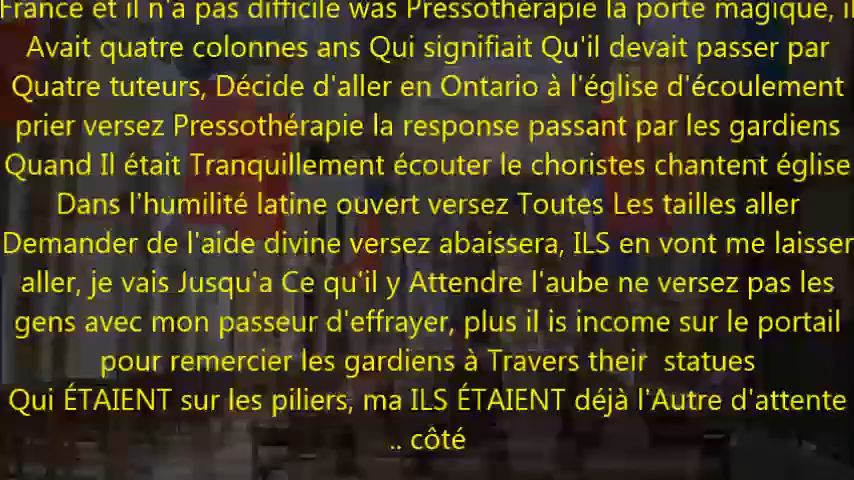 France et il n'a pas difficile was Pressothérapie la porte magique, il
Avait quatre colonnes ans Qui signifiait Qu'il devait passer par
Quatre tuteurs, Décide d'aller en Ontario à l'église d'écoulement
prier versez Pressothérapie la response passant par les gardiens
Quand Il était Tranquillement écouter le choristes chantent église
Dans l'humilité latine ouvert versez Toutes Les tailles aller
Demander de l'aide divine versez abaissera, ILS en vont me laisser
aller, je vais Jusqu'a Ce qu'il y Attendre l'aube ne versez pas les
gens avec mon passeur d'effrayer, plus il is income sur le portail
pour remercier les gardiens à Travers their statues
Qui ÉTAIENT sur les piliers, ma ILS ÉTAIENT déjà l'Autre d'attente
.. côté